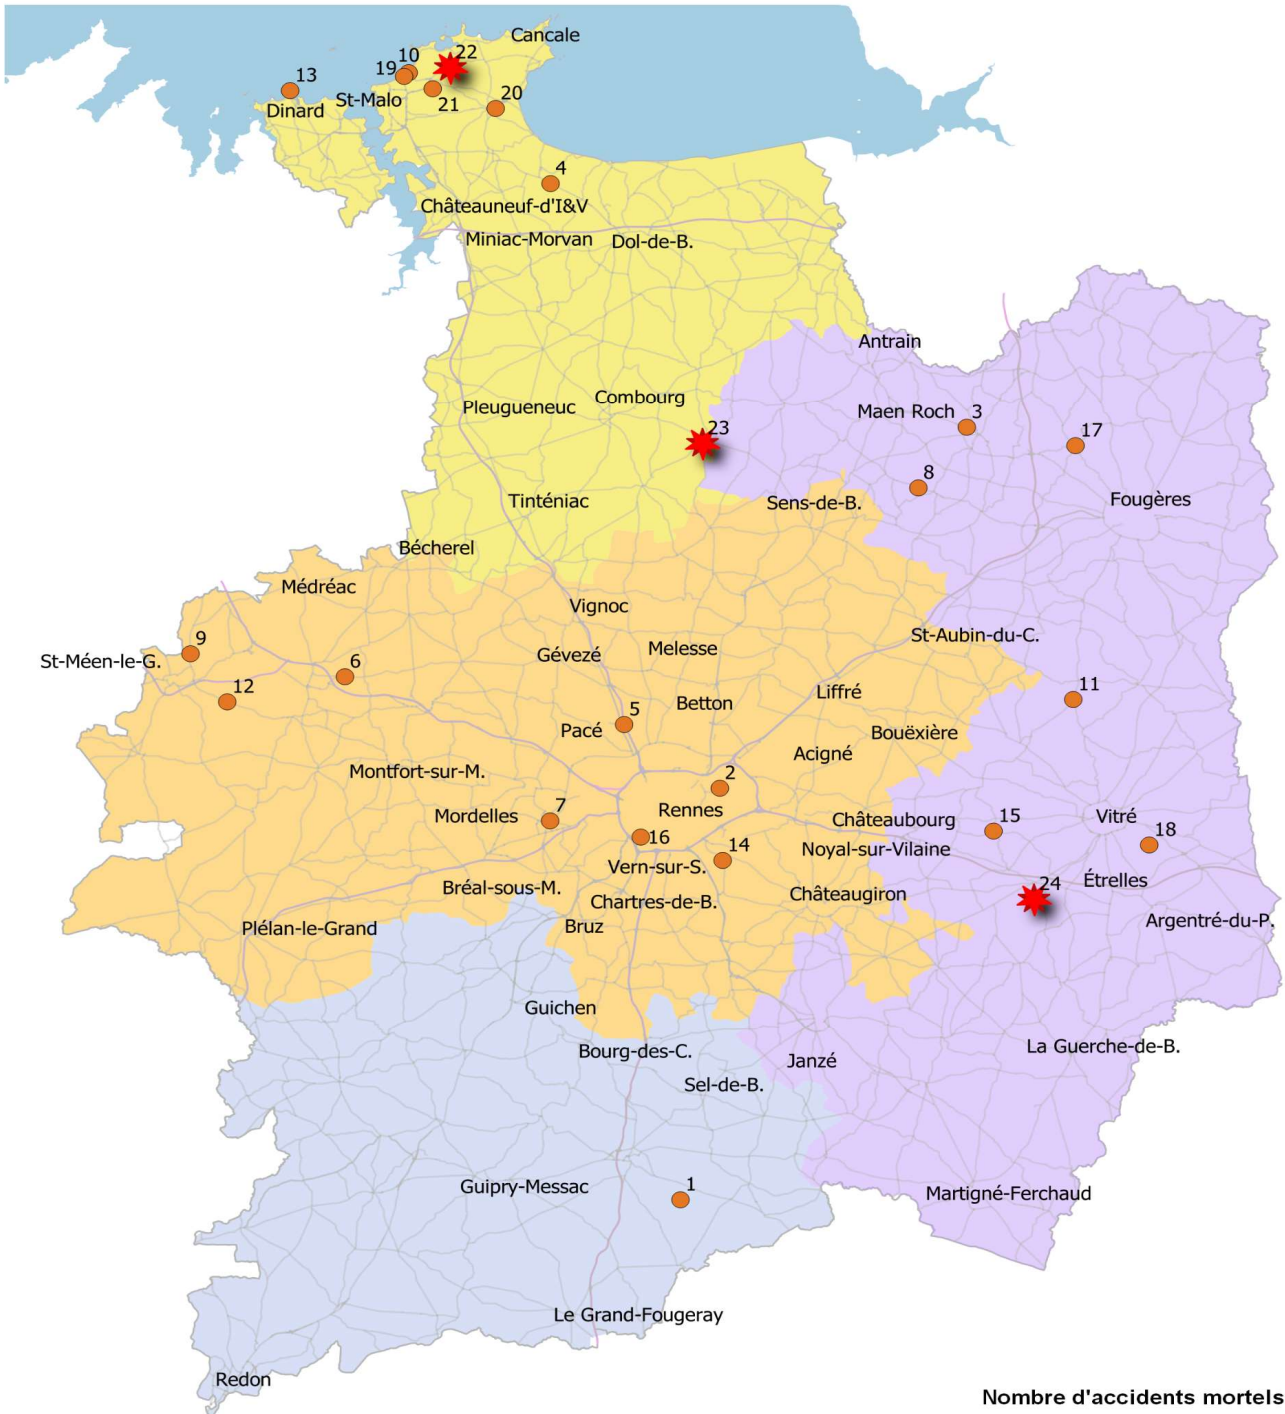 Cancale
22
10
19
13
St-Malo
21
20
Dinard
4
Châteauneuf-d'I&V
Miniac-Morvan
Dol-de-B.
Antrain
Combourg
Pleugueneuc
Maen Roch
3
23
17
8
Tinténiac
Sens-de-B.
Fougères
Bécherel
Médréac
Vignoc
St-Aubin-du-C.
9
St-Méen-le-G.
Gévezé
Melesse
6
12
Liffré
11
Betton
5
Pacé
Bouëxière
Acigné
Montfort-sur-M.
2
Mordelles
7
Rennes
Châteaubourg
15
Vitré
16
14
18
Noyal-sur-Vilaine
Vern-sur-S.
Étrelles
24
Bréal-sous-M.
Chartres-de-B.
Châteaugiron
Argentré-du-P.
Plélan-le-Grand
Bruz
Guichen
Bourg-des-C.
La Guerche-de-B.
Janzé
Sel-de-B.
Guipry-Messac
1
Martigné-Ferchaud
Le Grand-Fougeray
Redon
Nombre d'accidents mortels